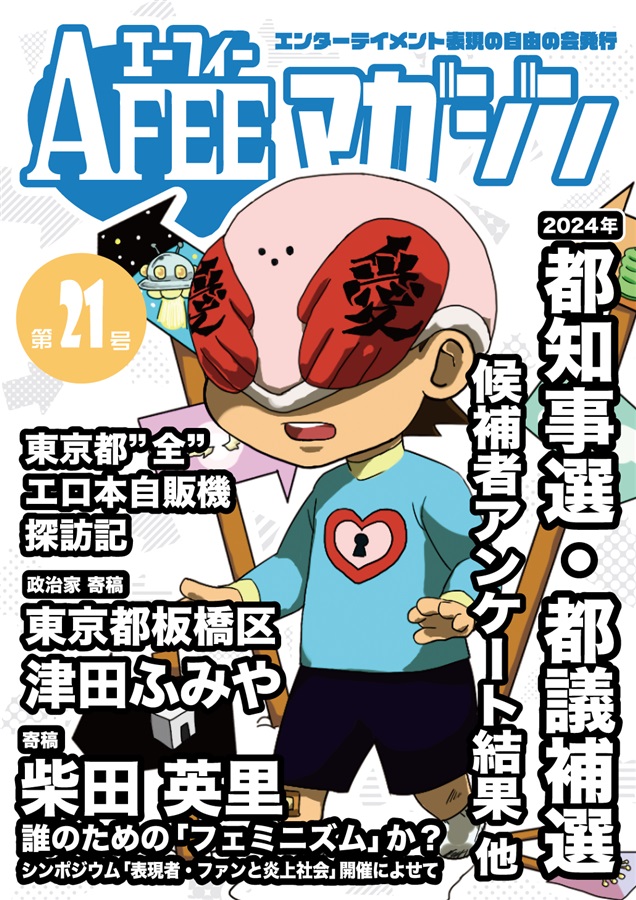 エンターテイメント表現の自由の会発行
エーフィー
AFEEマガジン
第21号
愛
愛
2024年
都知事選・都議補選
候補者アンケート結果 他
東京都”全”
エロ本自販機
探訪記
政治家 寄稿
東京都板橋区
津田ふみや
寄稿
柴田 英里
誰のための「フェミニズム」か？
シンポジウム「表現者・ファンと炎上社会」開催によせて